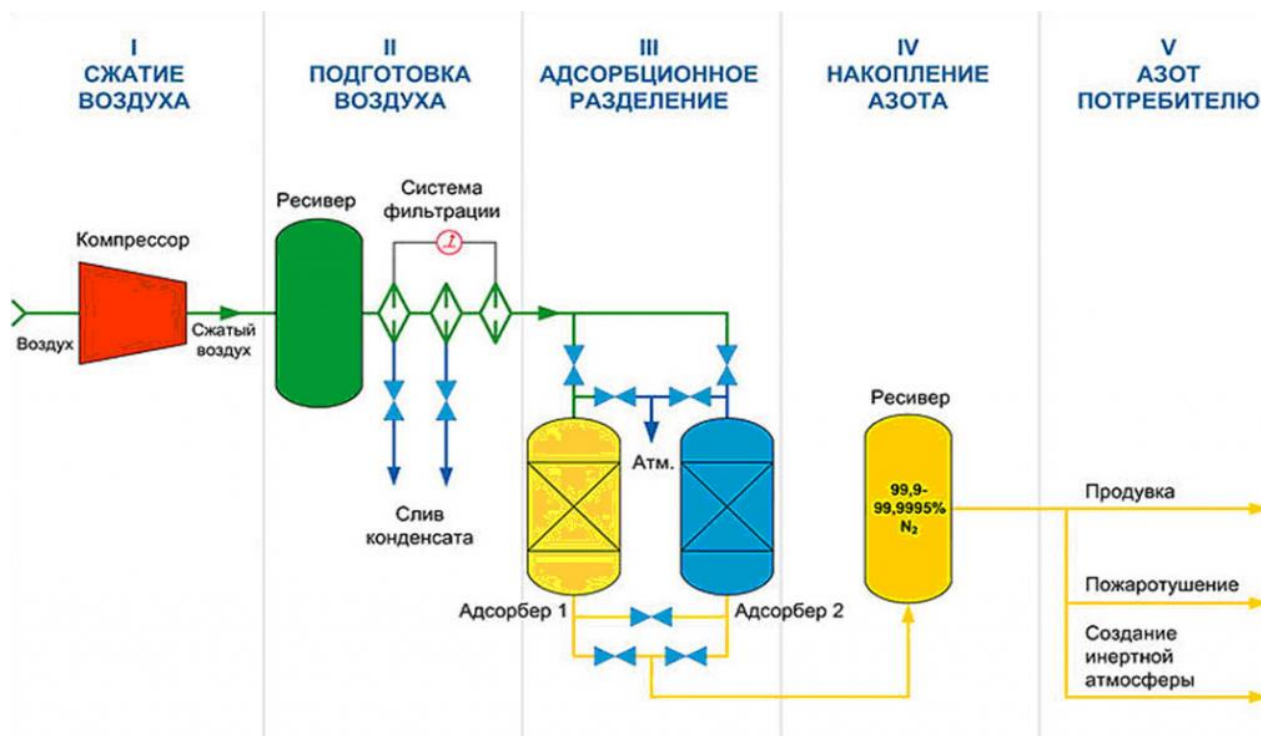 I
СЖАТИЕ
ВОЗДУХА
II
ПОДГОТОВКА
ВОЗДУХА
III
АДСОРБЦИОННОЕ
РАЗДЕЛЕНИЕ
IV
НАКОПЛЕНИЕ
АЗОТА
V
АЗОТ
ПОТРЕБИТЕЛЮ
Компрессор
Воздух
Сжатый
воздух
Ресивер
Система
фильтрации
Слив
конденсата
Атм.
Адсорбер 1
Адсорбер 2
Ресивер
99,9-
99,9995%
N₂
Продувка
Пожаротушение
Создание
инертной
атмосферы